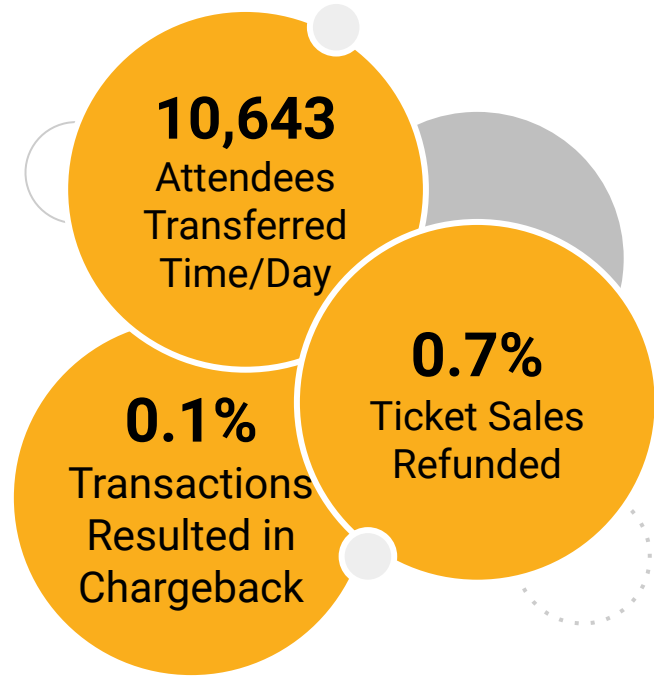 10,643
Attendees
Transferred
Time/Day
0.7%
Ticket Sales
Refunded
0.1%
Transactions
Resulted in
Chargeback